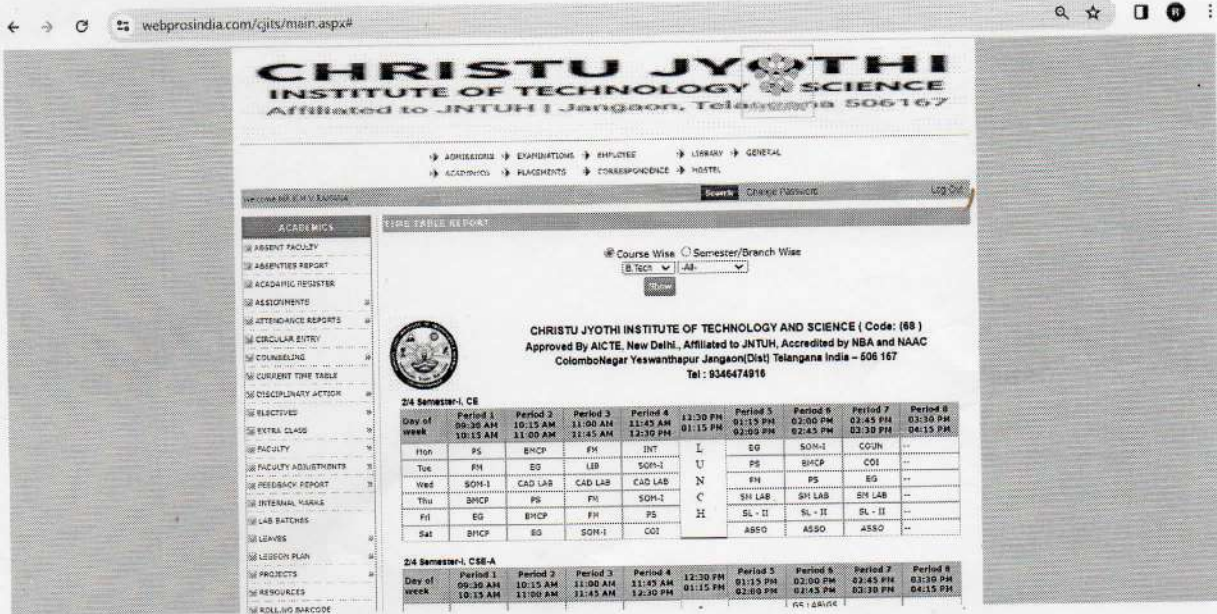 webprosindia.com/cjits/main.aspx#
CHRISTU JYOTHI
INSTITUTE OF TECHNOLOGY & SCIENCE
Affiliated to JNTUH | Jangaon, Telangana 506167
ADMISSIONS EXAMINATIONS EMPLOYEE LIBRARY GENERAL
ACADEMICS PLACEMENTS CORRESPONDENCE HOSTEL
Search Change Password Log Out
ACADEMICS
ABSENT FACULTY
ABSENTIES REPORT
ACADAMIC REGISTER
ASSIGNMENTS
ATTENDANCE REPORTS
CIRCULAR ENTRY
COUNSELING
CURRENT TIME TABLE
DISCIPLINARY ACTION
ELECTIVES
EXTRA CLASS
FACULTY
FACULTY ADJUSTMENTS
FEEDBACK REPORT
INTERNAL MARKS
LAB BATCHES
LEAVES
LESSON PLAN
PROJECTS
RESOURCES
ROLL.NO BARCODE
TIME TABLE REPORT
Course Wise Semester/Branch Wise
B.Tech -All-
Show
CHRISTU JYOTHI INSTITUTE OF TECHNOLOGY AND SCIENCE ( Code: (68 )
Approved By AICTE, New Delhi., Affiliated to JNTUH, Accredited by NBA and NAAC
ColomboNagar Yeswanthapur Jangaon(Dist) Telangana India – 506 167
Tel : 9346474916
2/4 Semester-I, CE
Day of week Period 1 09:30 AM 10:15 AM Period 2 10:15 AM 11:00 AM Period 3 11:00 AM 11:45 AM Period 4 11:45 AM 12:30 PM 12:30 PM 01:15 PM Period 5 01:15 PM 02:00 PM Period 6 02:00 PM 02:45 PM Period 7 02:45 PM 03:30 PM Period 8 03:30 PM 04:15 PM
Mon PS BMCP FM INT L EG SOM-I COUN --
Tue FM EG LIB SOM-I U PS BMCP COI --
Wed SOM-I CAD LAB CAD LAB CAD LAB N FM PS EG --
Thu BMCP PS FM SOM-I C SM LAB SM LAB SM LAB --
Fri EG BMCP FM PS H SL - II SL - II SL - II --
Sat BMCP EG SOM-I COI ASSO ASSO ASSO --
2/4 Semester-I, CSE-A
Day of week Period 1 09:30 AM 10:15 AM Period 2 10:15 AM 11:00 AM Period 3 11:00 AM 11:45 AM Period 4 11:45 AM 12:30 PM 12:30 PM 01:15 PM Period 5 01:15 PM 02:00 PM Period 6 02:00 PM 02:45 PM Period 7 02:45 PM 03:30 PM Period 8 03:30 PM 04:15 PM